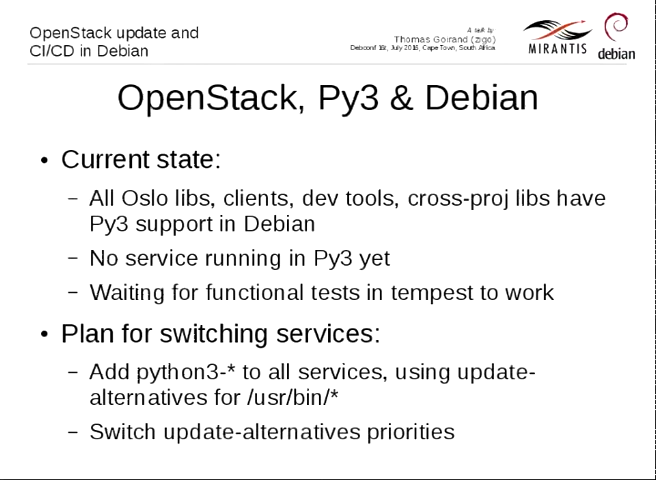 OpenStack update and
CI/CD in Debian
A talk by
Thomas Goirand (zigo)
Debconf 16, July 2016, Cape Town, South Africa
MIRANTIS
debian
OpenStack, Py3 & Debian
• Current state:
– All Oslo libs, clients, dev tools, cross-proj libs have
Py3 support in Debian
– No service running in Py3 yet
– Waiting for functional tests in tempest to work
• Plan for switching services:
– Add python3-* to all services, using update-
alternatives for /usr/bin/*
– Switch update-alternatives priorities